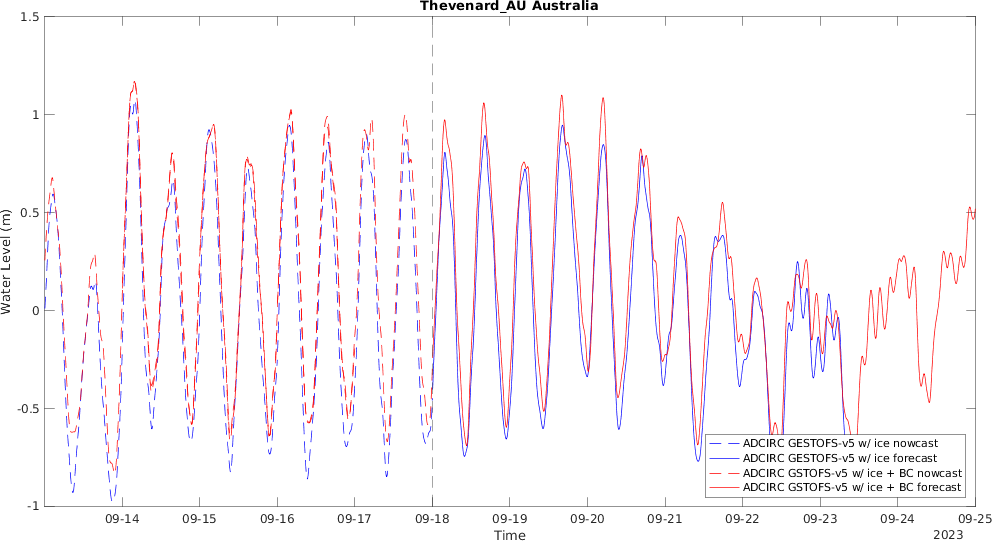 Thevenard_AU Australia
Water Level (m)
1.5
1
0.5
0
-0.5
-1
ADCIRC GESTOFS-v5 w/ ice nowcast
ADCIRC GESTOFS-v5 w/ ice forecast
ADCIRC GSTOFS-v5 w/ ice + BC nowcast
ADCIRC GSTOFS-v5 w/ ice + BC forecast
09-14 09-15 09-16 09-17 09-18 09-19 09-20 09-21 09-22 09-23 09-24 09-25
Time
2023